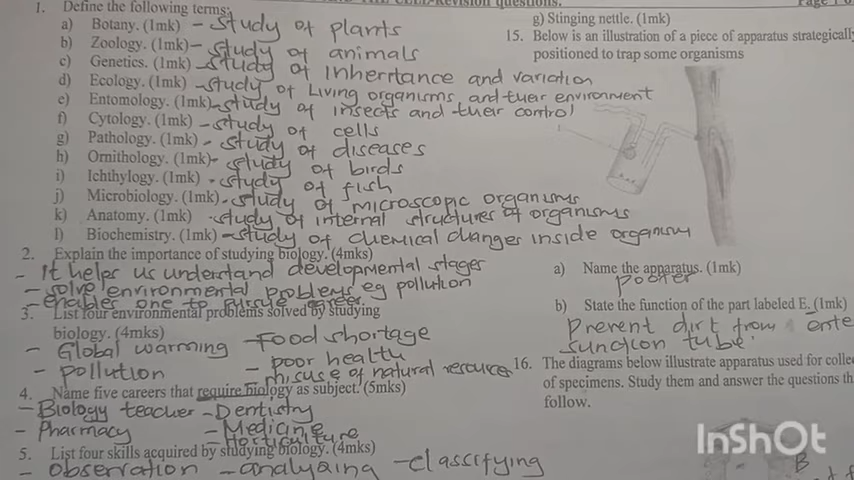 AND THE CELL-Revision questions.
Page 1 o
1. Define the following terms:
a) Botany. (1mk) - study of plants
b) Zoology. (1mk) - study of animals
c) Genetics. (1mk) - study of inheritance and variation
d) Ecology. (1mk) - study of Living organisms and their environment
e) Entomology. (1mk) - study of insects and their control
f) Cytology. (1mk) - study of cells
g) Pathology. (1mk) - study of diseases
h) Ornithology. (1mk) - study of birds
i) Ichthylogy. (1mk) - study of fish
j) Microbiology. (1mk) - study of microscopic organisms
k) Anatomy. (1mk) - study of internal structures of organisms
l) Biochemistry. (1mk) - study of chemical changes inside organism
2. Explain the importance of studying biology. (4mks)
- It helps us understand developmental stages
- solve environmental problems eg pollution
- enables one to pursue career
3. List four environmental problems solved by studying
biology. (4mks)
- Global warming - Food shortage
- pollution - poor health
- misuse of natural resources
4. Name five careers that require biology as subject. (5mks)
- Biology teacher - Dentistry
- Pharmacy - Medicine
- Horticulture
5. List four skills acquired by studying biology. (4mks)
- observation - analyzing - classifying
g) Stinging nettle. (1mk)
15. Below is an illustration of a piece of apparatus strategically
positioned to trap some organisms
a) Name the apparatus. (1mk)
pooter
b) State the function of the part labeled E. (1mk)
prevent dirt from ente
suction tube.
16. The diagrams below illustrate apparatus used for colle
of specimens. Study them and answer the questions th
follow.
B
InShOt